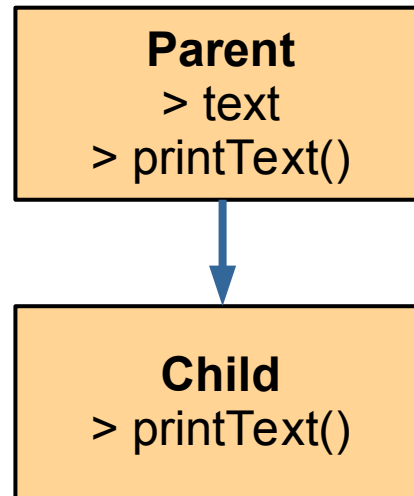 Parent
> text
> printText()
Child
> printText()